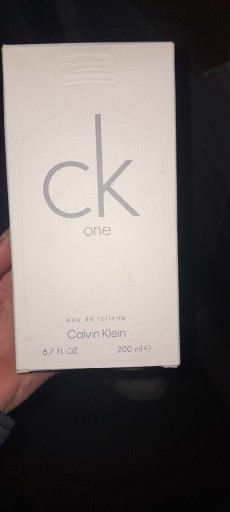 ck
one
eau de toilette
Calvin Klein
6.7 FL OZ 200 ml ℮